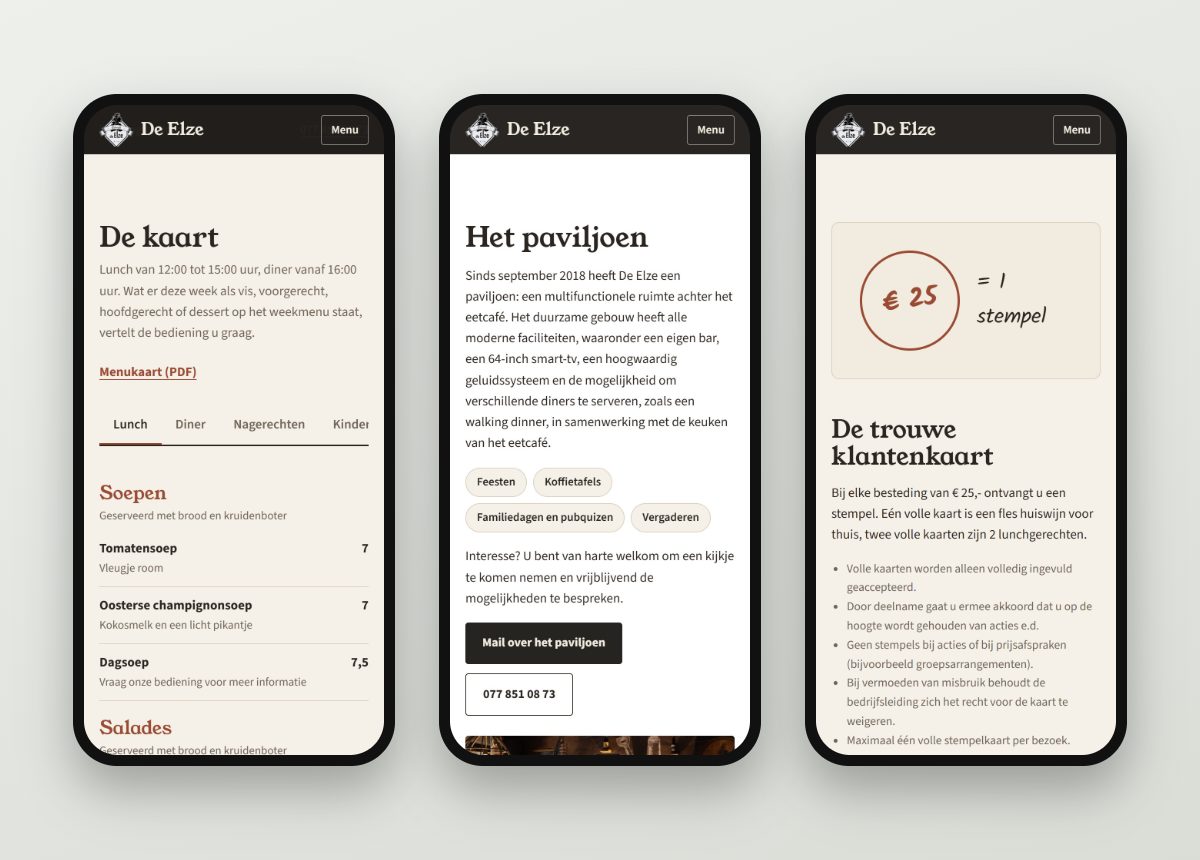 De Elze
Menu
De kaart
Lunch van 12:00 tot 15:00 uur, diner vanaf 16:00
uur. Wat er deze week als vis, voorgerecht,
hoofdgerecht of dessert op het weekmenu staat,
vertelt de bediening u graag.
Menukaart (PDF)
Lunch Diner Nagerechten Kinder
Soepen
Geserveerd met brood en kruidenboter
Tomatensoep 7
Vleugje room
Oosterse champignonsoep 7
Kokosmelk en een licht pikantje
Dagsoep 7,5
Vraag onze bediening voor meer informatie
Salades
Geserveerd met brood en kruidenboter
De Elze
Menu
Het paviljoen
Sinds september 2018 heeft De Elze een
paviljoen: een multifunctionele ruimte achter het
eetcafé. Het duurzame gebouw heeft alle
moderne faciliteiten, waaronder een eigen bar,
een 64-inch smart-tv, een hoogwaardig
geluidssysteem en de mogelijkheid om
verschillende diners te serveren, zoals een
walking dinner, in samenwerking met de keuken
van het eetcafé.
Feesten Koffietafels
Familiedagen en pubquizen Vergaderen
Interesse? U bent van harte welkom om een kijkje
te komen nemen en vrijblijvend de
mogelijkheden te bespreken.
Mail over het paviljoen
077 851 08 73
De Elze
Menu
€ 25
= 1
stempel
De trouwe
klantenkaart
Bij elke besteding van € 25,- ontvangt u een
stempel. Eén volle kaart is een fles huiswijn voor
thuis, twee volle kaarten zijn 2 lunchgerechten.
• Volle kaarten worden alleen volledig ingevuld
geaccepteerd.
• Door deelname gaat u ermee akkoord dat u op de
hoogte wordt gehouden van acties e.d.
• Geen stempels bij acties of bij prijsafspraken
(bijvoorbeeld groepsarrangementen).
• Bij vermoeden van misbruik behoudt de
bedrijfsleiding zich het recht voor de kaart te
weigeren.
• Maximaal één volle stempelkaart per bezoek.